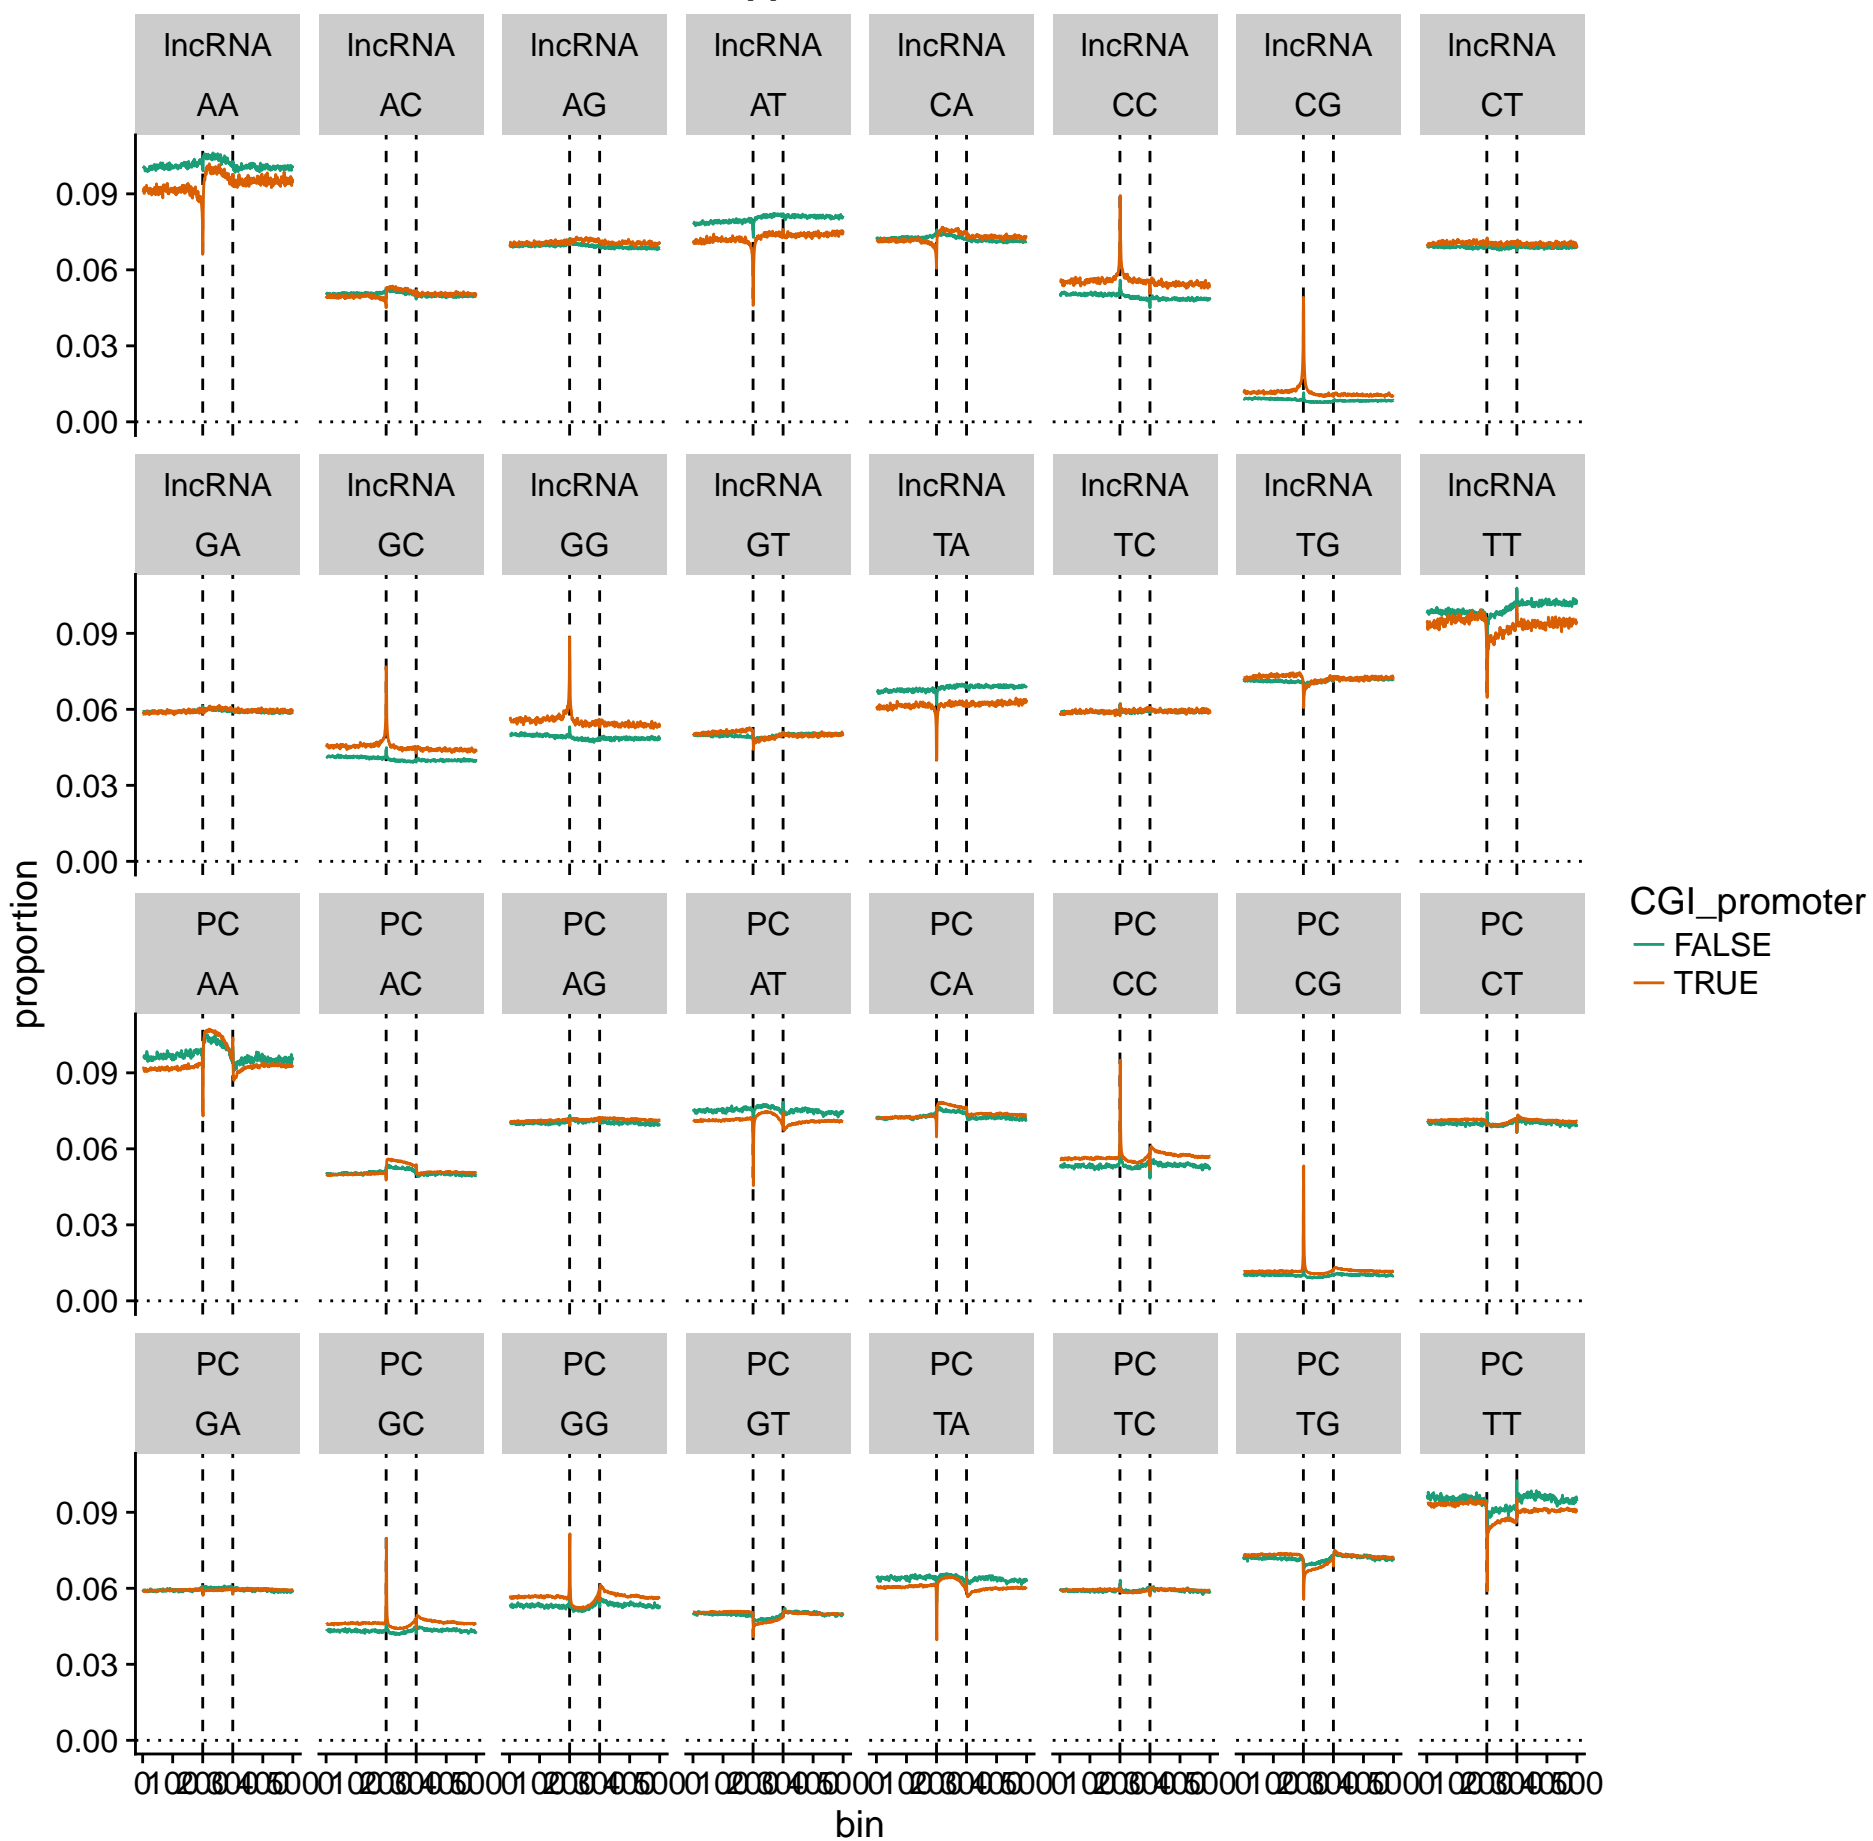 lncRNA lncRNA lncRNA lncRNA lncRNA lncRNA lncRNA lncRNA
AA AC AG AT CA CC CG CT
0.09
0.06
0.03
0.00
lncRNA lncRNA lncRNA lncRNA lncRNA lncRNA lncRNA lncRNA
GA GC GG GT TA TC TG TT
0.09
0.06
0.03
0.00
proportion
PC PC PC PC PC PC PC PC
AA AC AG AT CA CC CG CT
0.09
0.06
0.03
0.00
CGI_promoter
FALSE
TRUE
PC PC PC PC PC PC PC PC
GA GC GG GT TA TC TG TT
0.09
0.06
0.03
0.00
bin